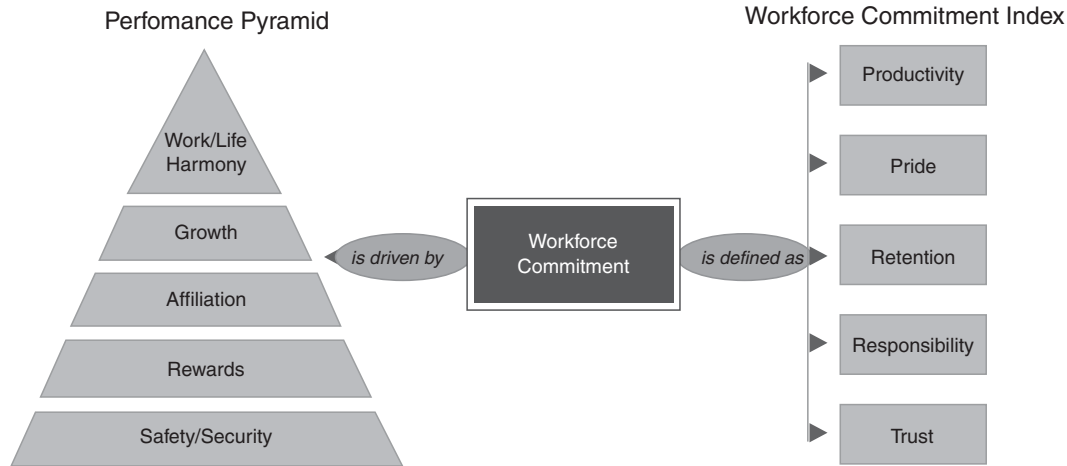 Perfomance Pyramid
Work/Life
Harmony
Growth
Affiliation
Rewards
Safety/Security
is driven by
Workforce
Commitment
is defined as
Workforce Commitment Index
Productivity
Pride
Retention
Responsibility
Trust